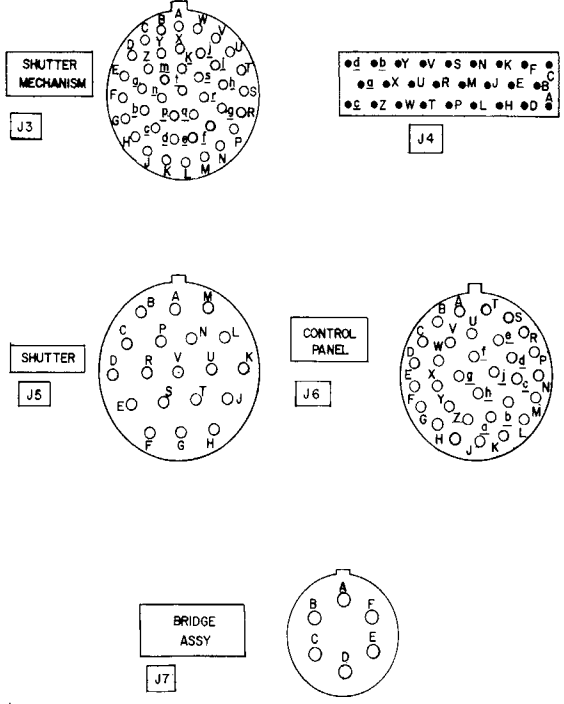 SHUTTER
MECHANISM
J3
A
B W
C V
D Y X j U
Z K i T
E m s
g t h S
F n r
b p q g R
G
c P
H d e f N
J K L M
d b Y V S N K F C
a X U R M J E B
c Z W T P L H D A
J4
SHUTTER
J5
B A M
C P N L
D R V U K
E S T J
F G H
CONTROL
PANEL
J6
B A T S
C V U e R
D W f d P
E X g j c N
F Y h M
G Z a b L
H J K
BRIDGE
ASSY
J7
A
B F
C E
D